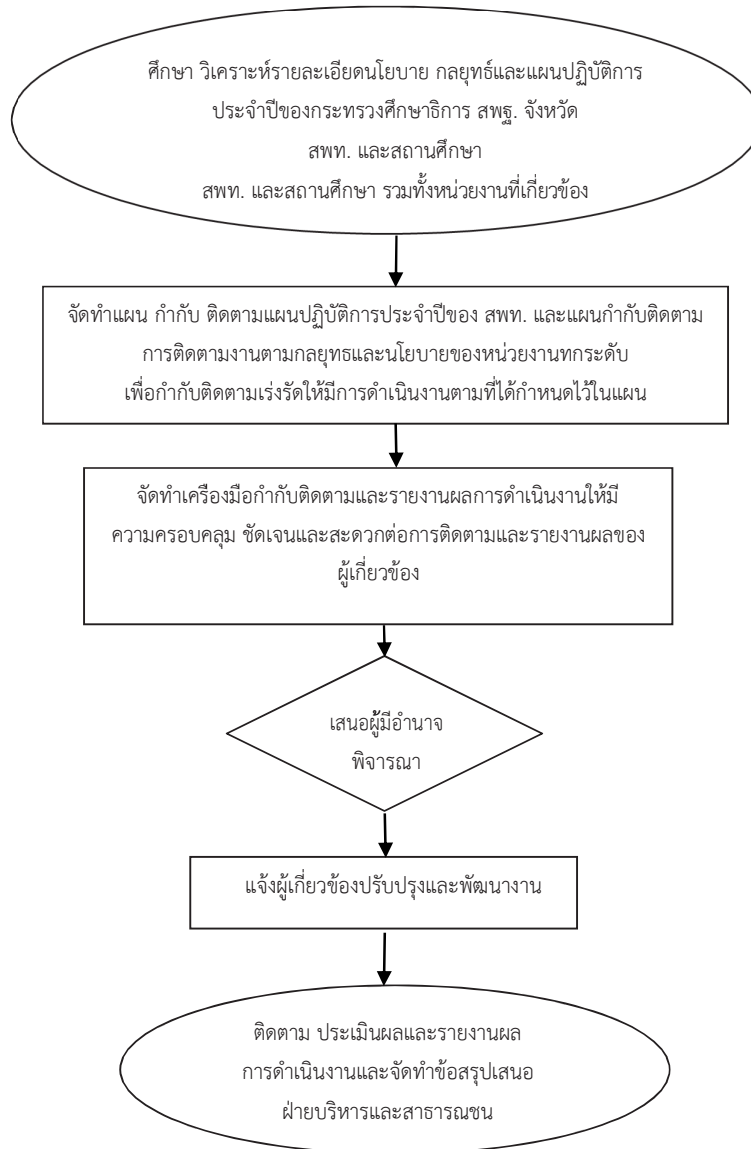 ศึกษา วิเคราะห์รายละเอียดนโยบาย กลยุทธ์และแผนปฏิบัติการ
ประจำปีของกระทรวงศึกษาธิการ สพฐ. จังหวัด
สพท. และสถานศึกษา
สพท. และสถานศึกษา รวมทั้งหน่วยงานที่เกี่ยวข้อง
จัดทำแผน กำกับ ติดตามแผนปฏิบัติการประจำปีของ สพท. และแผนกำกับติดตาม
การติดตามงานตามกลยุทธและนโยบายของหน่วยงานทกระดับ
เพื่อกำกับติดตามเร่งรัดให้มีการดำเนินงานตามที่ได้กำหนดไว้ในแผน
จัดทำเครื่องมือกำกับติดตามและรายงานผลการดำเนินงานให้มี
ความครอบคลุม ชัดเจนและสะดวกต่อการติดตามและรายงานผลของ
ผู้เกี่ยวข้อง
เสนอผู้มีอำนาจ
พิจารณา
แจ้งผู้เกี่ยวข้องปรับปรุงและพัฒนางาน
ติดตาม ประเมินผลและรายงานผล
การดำเนินงานและจัดทำข้อสรุปเสนอ
ฝ่ายบริหารและสาธารณชน